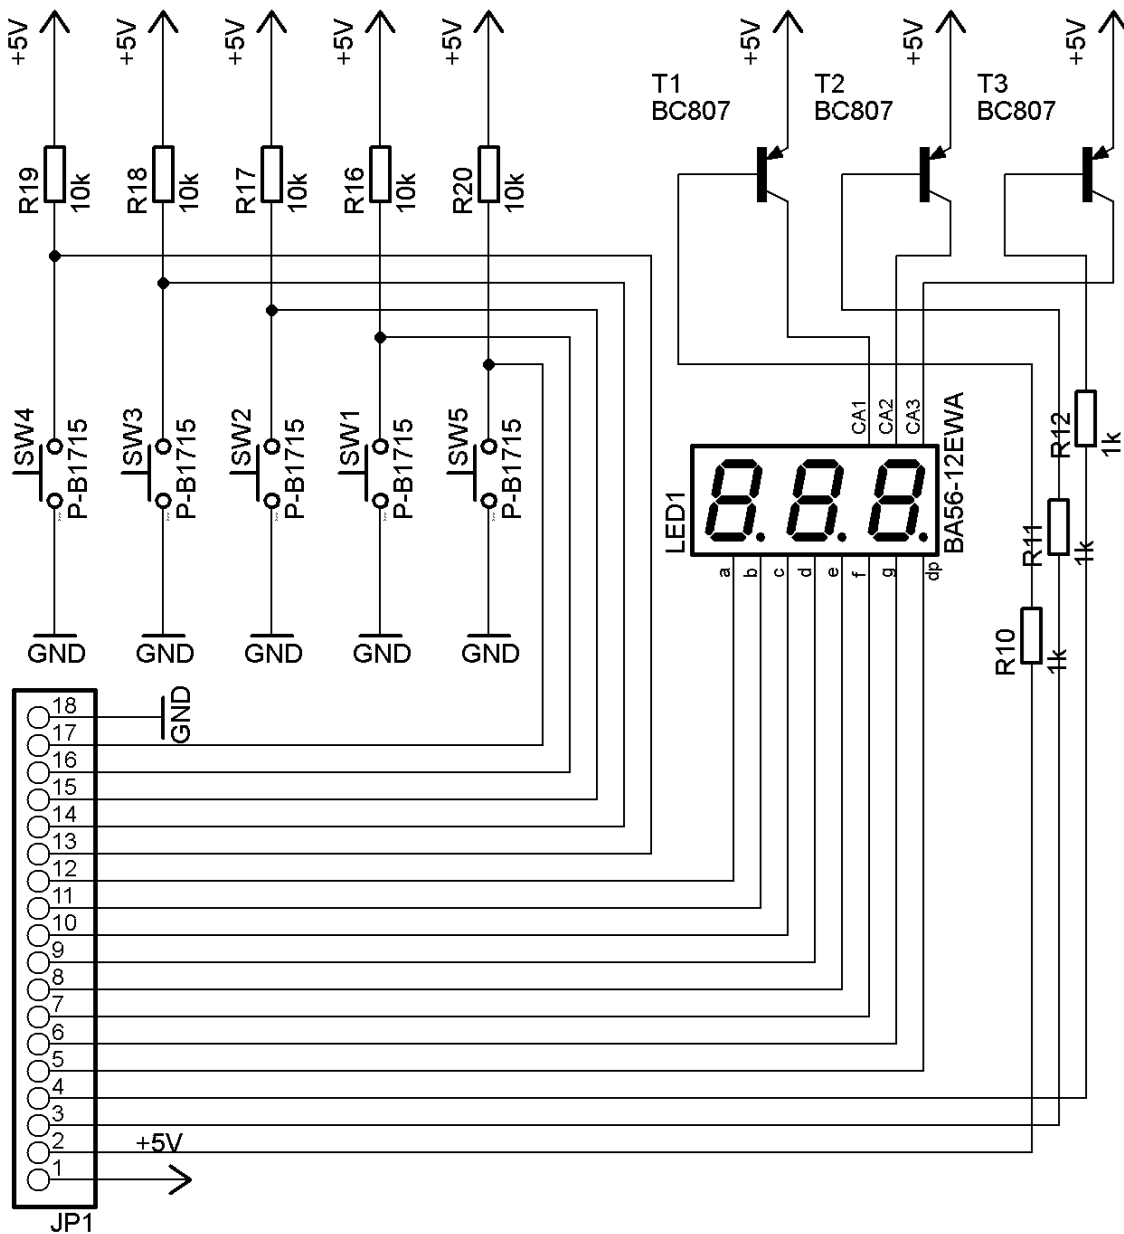 +5V
+5V
+5V
+5V
+5V
+5V
+5V
+5V
T1
BC807
T2
BC807
T3
BC807
R19
10k
R18
10k
R17
10k
R16
10k
R20
10k
SW4
P-B1715
SW3
P-B1715
SW2
P-B1715
SW1
P-B1715
SW5
P-B1715
CA1
CA2
CA3
LED1
BA56-12EWA
R12
1k
R11
1k
R10
1k
a
b
c
d
e
f
g
dp
GND
GND
GND
GND
GND
18
GND
17
16
15
14
13
12
11
10
9
8
7
6
5
4
3
2
+5V
1
JP1